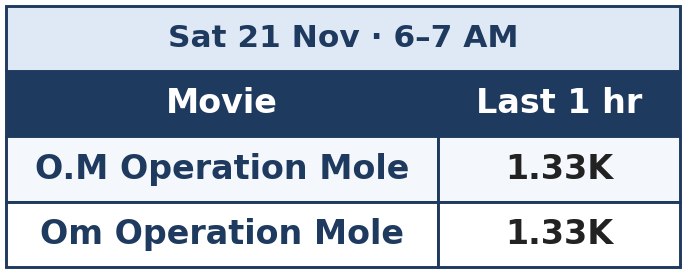 Sat 21 Nov · 6–7 AM
Movie Last 1 hr
O.M Operation Mole 1.33K
Om Operation Mole 1.33K